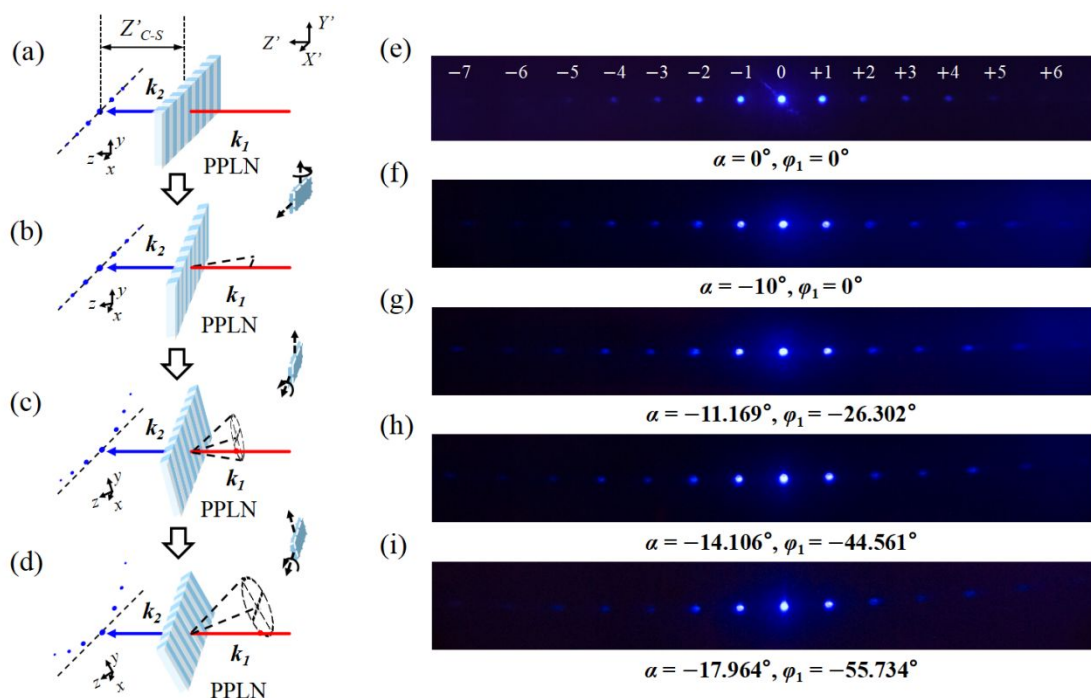 (a)
Z'C-S
Y'
Z'
X'
k2
k1
z
y
x
PPLN
(b)
k2
k1
z
y
x
PPLN
(c)
k2
k1
z
y
x
PPLN
(d)
k2
k1
z
y
x
PPLN
(e)
−7 −6 −5 −4 −3 −2 −1 0 +1 +2 +3 +4 +5 +6
α = 0°, φ1 = 0°
(f)
α = −10°, φ1 = 0°
(g)
α = −11.169°, φ1 = −26.302°
(h)
α = −14.106°, φ1 = −44.561°
(i)
α = −17.964°, φ1 = −55.734°